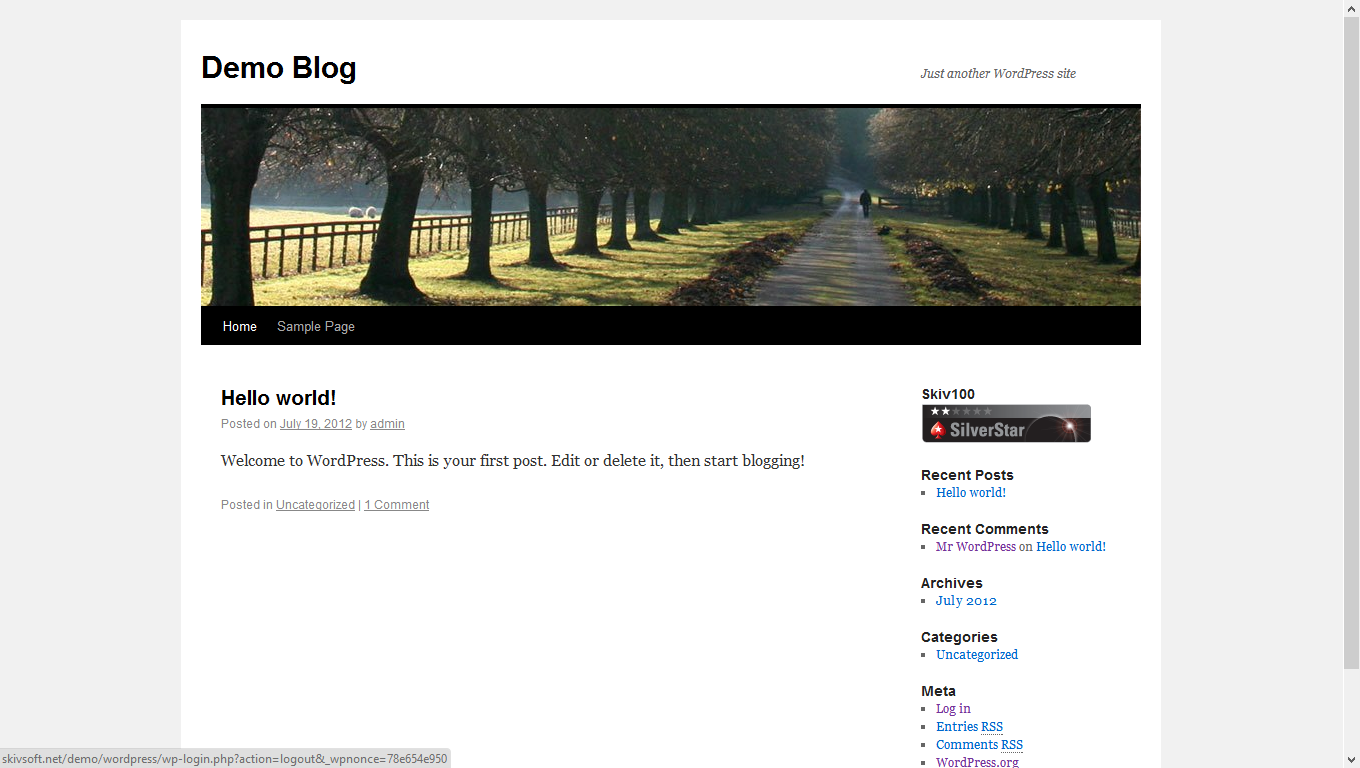 Demo Blog
Just another WordPress site
Home Sample Page
Hello world!
Posted on July 19, 2012 by admin
Welcome to WordPress. This is your first post. Edit or delete it, then start blogging!
Posted in Uncategorized | 1 Comment
Skiv100
SilverStar
Recent Posts
Hello world!
Recent Comments
Mr WordPress on Hello world!
Archives
July 2012
Categories
Uncategorized
Meta
Log in
Entries RSS
Comments RSS
WordPress.org
skivsoft.net/demo/wordpress/wp-login.php?action=logout&_wpnonce=78e654e950